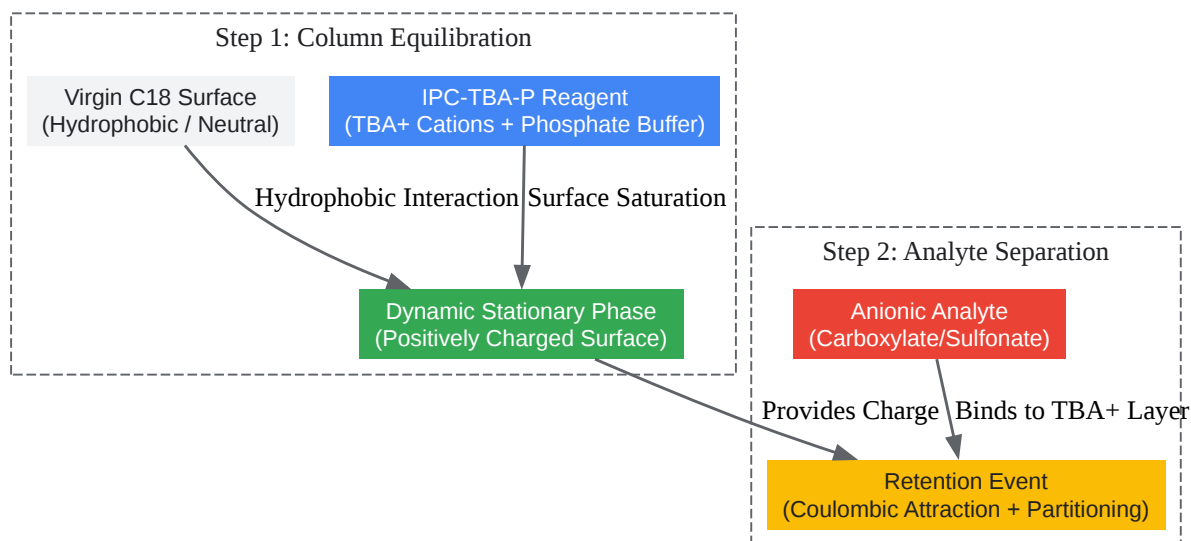 Step 1: Column Equilibration
Virgin C18 Surface
(Hydrophobic / Neutral)
IPC-TBA-P Reagent
(TBA+ Cations + Phosphate Buffer)
Hydrophobic Interaction
Surface Saturation
Dynamic Stationary Phase
(Positively Charged Surface)
Step 2: Analyte Separation
Anionic Analyte
(Carboxylate/Sulfonate)
Provides Charge
Binds to TBA+ Layer
Retention Event
(Coulombic Attraction + Partitioning)